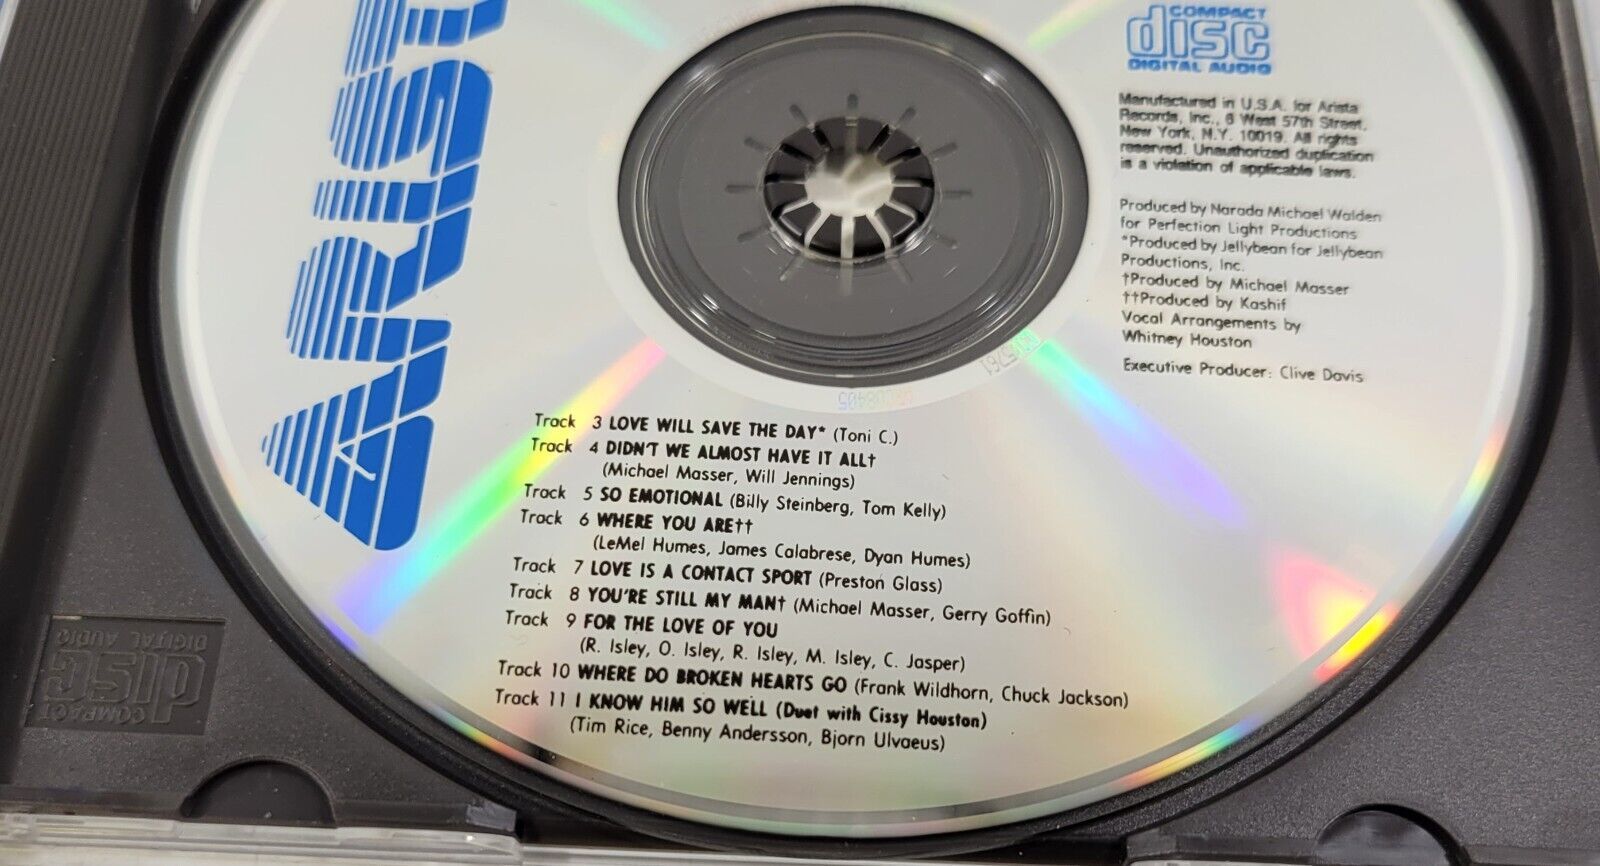 ARIST
COMPACT
disc
DIGITAL AUDIO
Manufactured in U.S.A. for Arista
Records, Inc., 6 West 57th Street,
New York, N.Y. 10019. All rights
reserved. Unauthorized duplication
is a violation of applicable laws.
Produced by Narada Michael Walden
for Perfection Light Productions
*Produced by Jellybean for Jellybean
Productions, Inc.
†Produced by Michael Masser
††Produced by Kashif
Vocal Arrangements by
Whitney Houston
Executive Producer: Clive Davis
Track 3 LOVE WILL SAVE THE DAY* (Toni C.)
Track 4 DIDN'T WE ALMOST HAVE IT ALL†
(Michael Masser, Will Jennings)
Track 5 SO EMOTIONAL (Billy Steinberg, Tom Kelly)
Track 6 WHERE YOU ARE††
(LeMel Humes, James Calabrese, Dyan Humes)
Track 7 LOVE IS A CONTACT SPORT (Preston Glass)
Track 8 YOU'RE STILL MY MAN† (Michael Masser, Gerry Goffin)
Track 9 FOR THE LOVE OF YOU
(R. Isley, O. Isley, R. Isley, M. Isley, C. Jasper)
Track 10 WHERE DO BROKEN HEARTS GO (Frank Wildhorn, Chuck Jackson)
Track 11 I KNOW HIM SO WELL (Duet with Cissy Houston)
(Tim Rice, Benny Andersson, Bjorn Ulvaeus)
COMPACT
disc
DIGITAL AUDIO